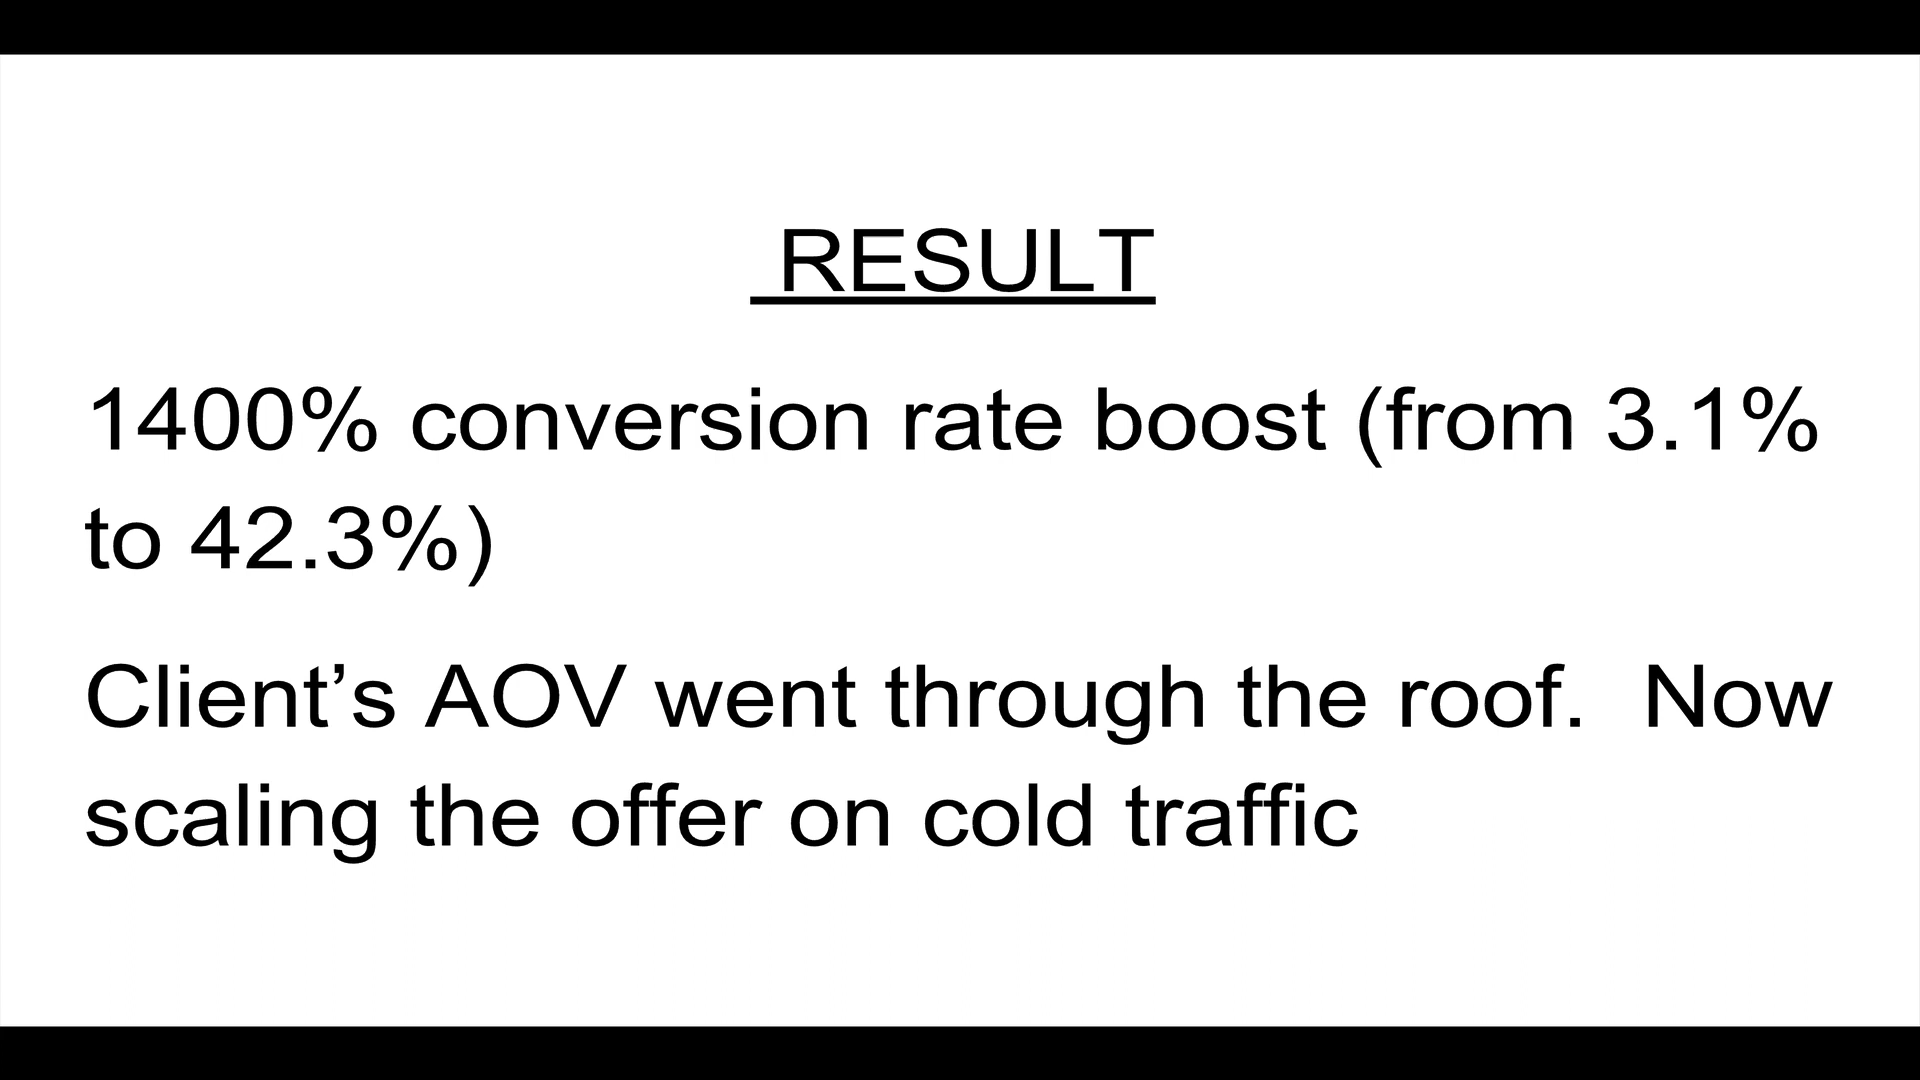 RESULT
1400% conversion rate boost (from 3.1%
to 42.3%)
Client’s AOV went through the roof.  Now
scaling the offer on cold traffic